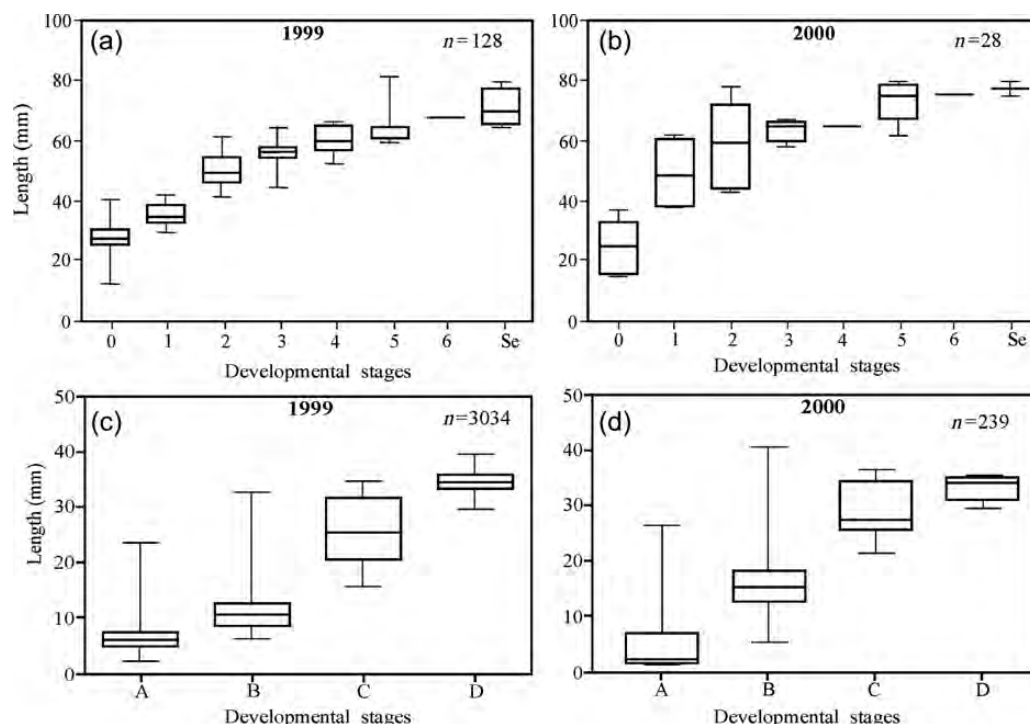 (a)
1999
n=128
100
80
60
40
20
0
Length (mm)
0 1 2 3 4 5 6 Se
Developmental stages
(b)
2000
n=28
100
80
60
40
20
0
0 1 2 3 4 5 6 Se
Developmental stages
(c)
1999
n=3034
50
40
30
20
10
0
Length (mm)
A B C D
Developmental stages
(d)
2000
n=239
50
40
30
20
10
0
A B C D
Developmental stages